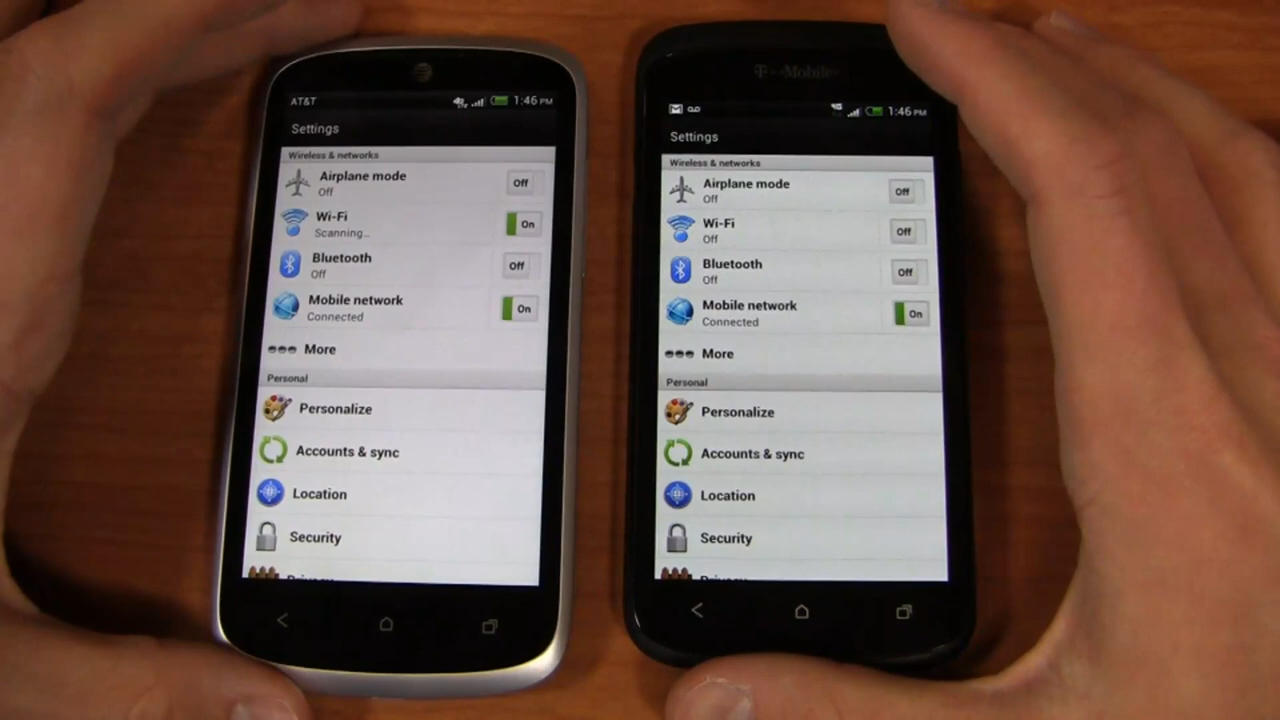 AT&T 1:46 PM
Settings
Wireless & networks
Airplane mode
Off
Off
Wi-Fi
Scanning...
On
Bluetooth
Off
Off
Mobile network
Connected
On
More
Personal
Personalize
Accounts & sync
Location
Security
Privacy
T-Mobile
4G 1:46 PM
Settings
Wireless & networks
Airplane mode
Off
Off
Wi-Fi
Off
Off
Bluetooth
Off
Off
Mobile network
Connected
On
More
Personal
Personalize
Accounts & sync
Location
Security
Privacy